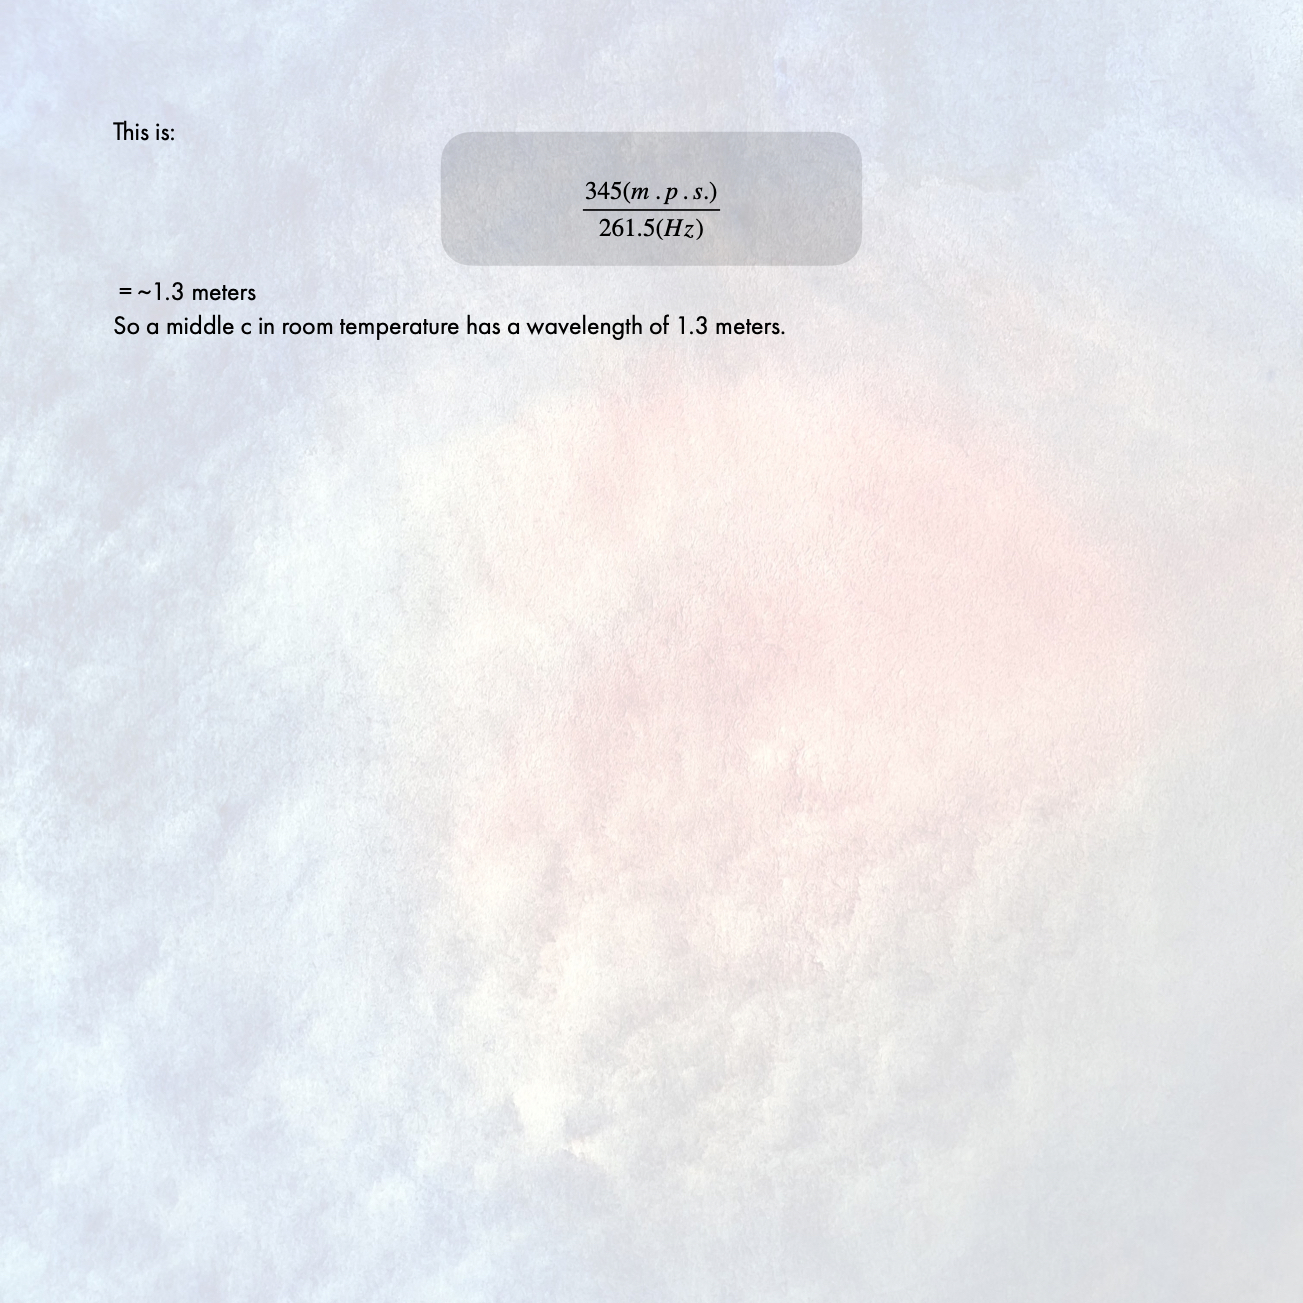 This is:
345(m . p . s.)
261.5(Hz)
= ~1.3 meters
So a middle c in room temperature has a wavelength of 1.3 meters.